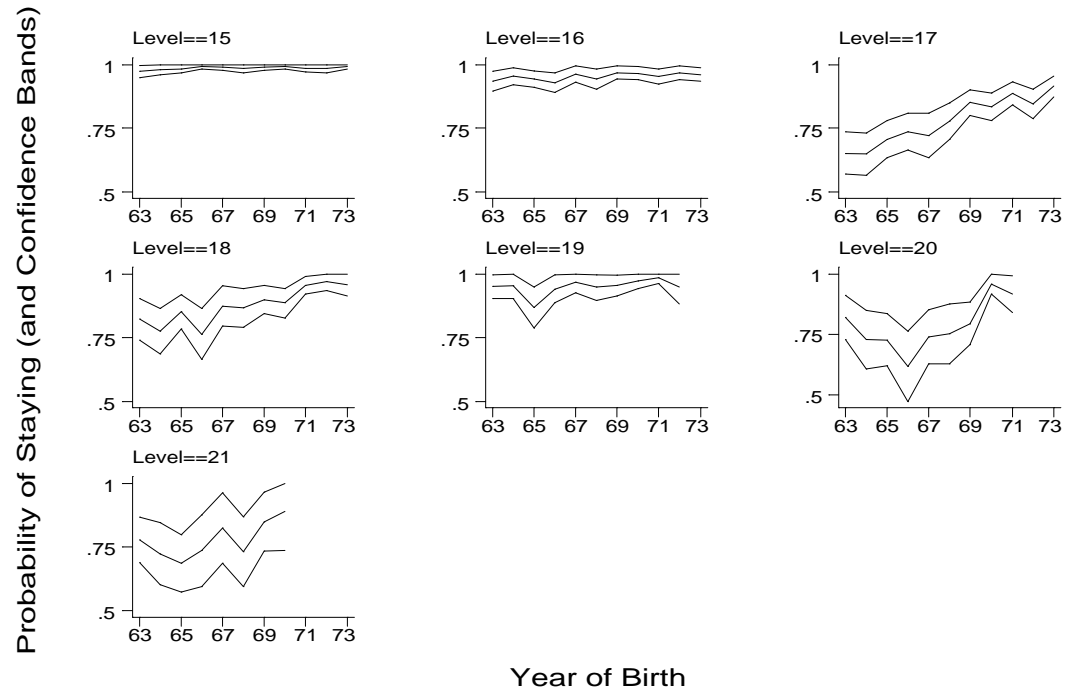 Probability of Staying (and Confidence Bands)
Level==15
1
.75
.5
63 65 67 69 71 73
Level==16
1
.75
.5
63 65 67 69 71 73
Level==17
1
.75
.5
63 65 67 69 71 73
Level==18
1
.75
.5
63 65 67 69 71 73
Level==19
1
.75
.5
63 65 67 69 71 73
Level==20
1
.75
.5
63 65 67 69 71 73
Level==21
1
.75
.5
63 65 67 69 71 73
Year of Birth